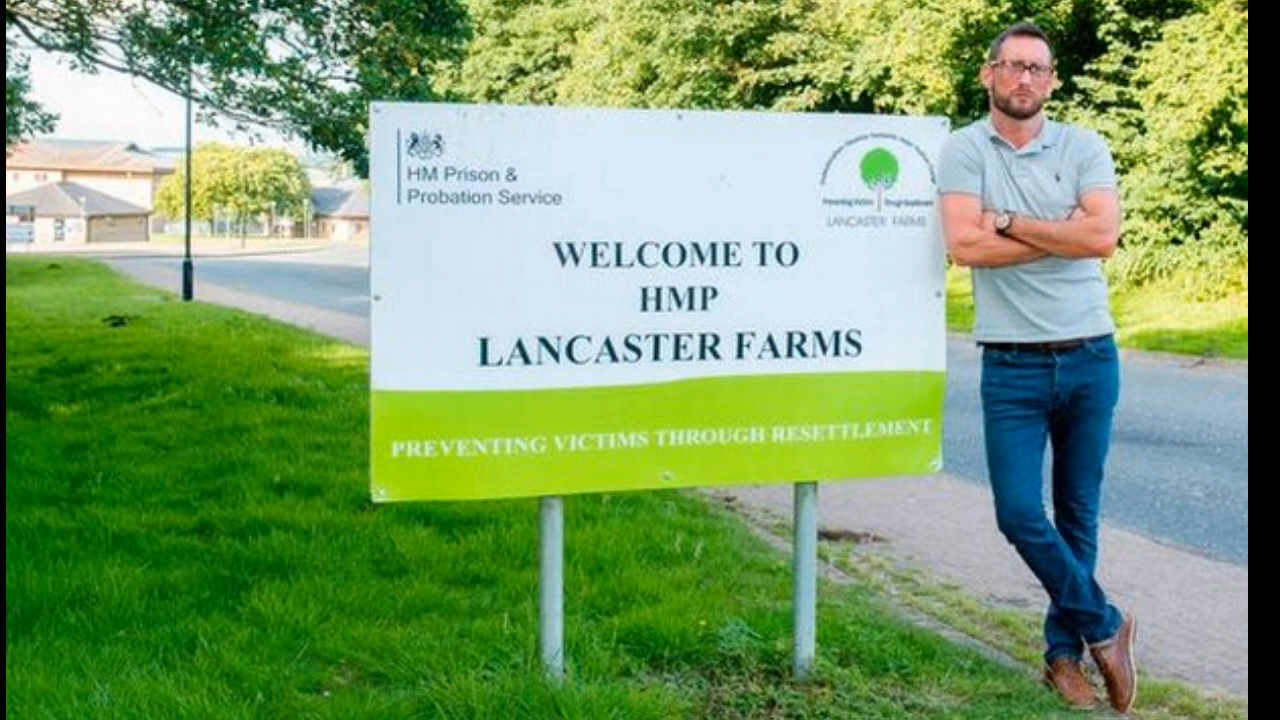 HM Prison &
Probation Service
LANCASTER FARMS
WELCOME TO
HMP
LANCASTER FARMS
PREVENTING VICTIMS THROUGH RESETTLEMENT